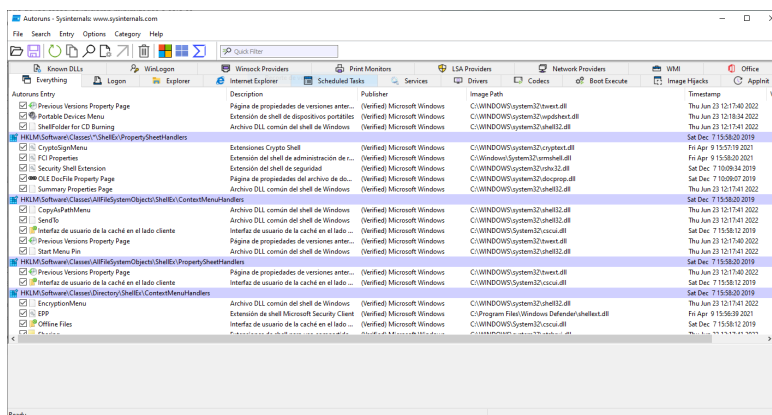 Autoruns - Sysinternals: www.sysinternals.com
File Search Entry Options Category Help
Quick Filter
Known DLLs WinLogon Winsock Providers Print Monitors LSA Providers Network Providers WMI Office
Everything Logon Explorer Internet Explorer Scheduled Tasks Services Drivers Codecs Boot Execute Image Hijacks AppInit
Autoruns Entry Description Publisher Image Path Timestamp
Previous Versions Property Page Página de propiedades de versiones anter... (Verified) Microsoft Windows C:\WINDOWS\system32\twext.dll Thu Jun 23 12:17:40 2022
Portable Devices Menu Extensión de shell de dispositivos portátiles (Verified) Microsoft Windows C:\WINDOWS\system32\wpdshext.dll Thu Jun 23 12:18:34 2022
ShellFolder for CD Burning Archivo DLL común del shell de Windows (Verified) Microsoft Windows C:\WINDOWS\system32\shell32.dll Thu Jun 23 12:17:41 2022
HKLM\Software\Classes\*\ShellEx\PropertySheetHandlers Sat Dec 7 15:58:20 2019
CryptoSignMenu Extensiones Crypto Shell (Verified) Microsoft Windows C:\WINDOWS\system32\cryptext.dll Fri Apr 9 15:57:19 2021
FCI Properties Extensión del shell de administración de r... (Verified) Microsoft Windows C:\Windows\System32\srmshell.dll Fri Apr 9 15:58:20 2021
Security Shell Extension Extensión del shell de seguridad (Verified) Microsoft Windows C:\WINDOWS\system32\rshx32.dll Sat Dec 7 10:09:34 2019
OLE DocFile Property Page Página de propiedades del archivo de do... (Verified) Microsoft Windows C:\WINDOWS\system32\docprop.dll Sat Dec 7 10:09:07 2019
Summary Properties Page Archivo DLL común del shell de Windows (Verified) Microsoft Windows C:\WINDOWS\system32\shell32.dll Thu Jun 23 12:17:41 2022
HKLM\Software\Classes\AllFileSystemObjects\ShellEx\ContextMenuHandlers Sat Dec 7 15:58:20 2019
CopyAsPathMenu Archivo DLL común del shell de Windows (Verified) Microsoft Windows C:\WINDOWS\system32\shell32.dll Thu Jun 23 12:17:41 2022
SendTo Archivo DLL común del shell de Windows (Verified) Microsoft Windows C:\WINDOWS\system32\shell32.dll Thu Jun 23 12:17:41 2022
Interfaz de usuario de la caché en el lado cliente Interfaz de usuario de la caché en el lado ... (Verified) Microsoft Windows C:\WINDOWS\System32\cscui.dll Sat Dec 7 15:58:12 2019
Previous Versions Property Page Página de propiedades de versiones anter... (Verified) Microsoft Windows C:\WINDOWS\system32\twext.dll Thu Jun 23 12:17:40 2022
Start Menu Pin Archivo DLL común del shell de Windows (Verified) Microsoft Windows C:\WINDOWS\system32\shell32.dll Thu Jun 23 12:17:41 2022
HKLM\Software\Classes\AllFileSystemObjects\ShellEx\PropertySheetHandlers Sat Dec 7 15:58:20 2019
Previous Versions Property Page Página de propiedades de versiones anter... (Verified) Microsoft Windows C:\WINDOWS\system32\twext.dll Thu Jun 23 12:17:40 2022
Interfaz de usuario de la caché en el lado cliente Interfaz de usuario de la caché en el lado ... (Verified) Microsoft Windows C:\WINDOWS\System32\cscui.dll Sat Dec 7 15:58:12 2019
HKLM\Software\Classes\Directory\ShellEx\ContextMenuHandlers Sat Dec 7 15:58:20 2019
EncryptionMenu Archivo DLL común del shell de Windows (Verified) Microsoft Windows C:\WINDOWS\system32\shell32.dll Thu Jun 23 12:17:41 2022
EPP Extensión de shell Microsoft Security Client (Verified) Microsoft Windows C:\Program Files\Windows Defender\shellext.dll Fri Apr 9 15:56:39 2021
Offline Files Interfaz de usuario de la caché en el lado ... (Verified) Microsoft Windows C:\WINDOWS\System32\cscui.dll Sat Dec 7 15:58:12 2019